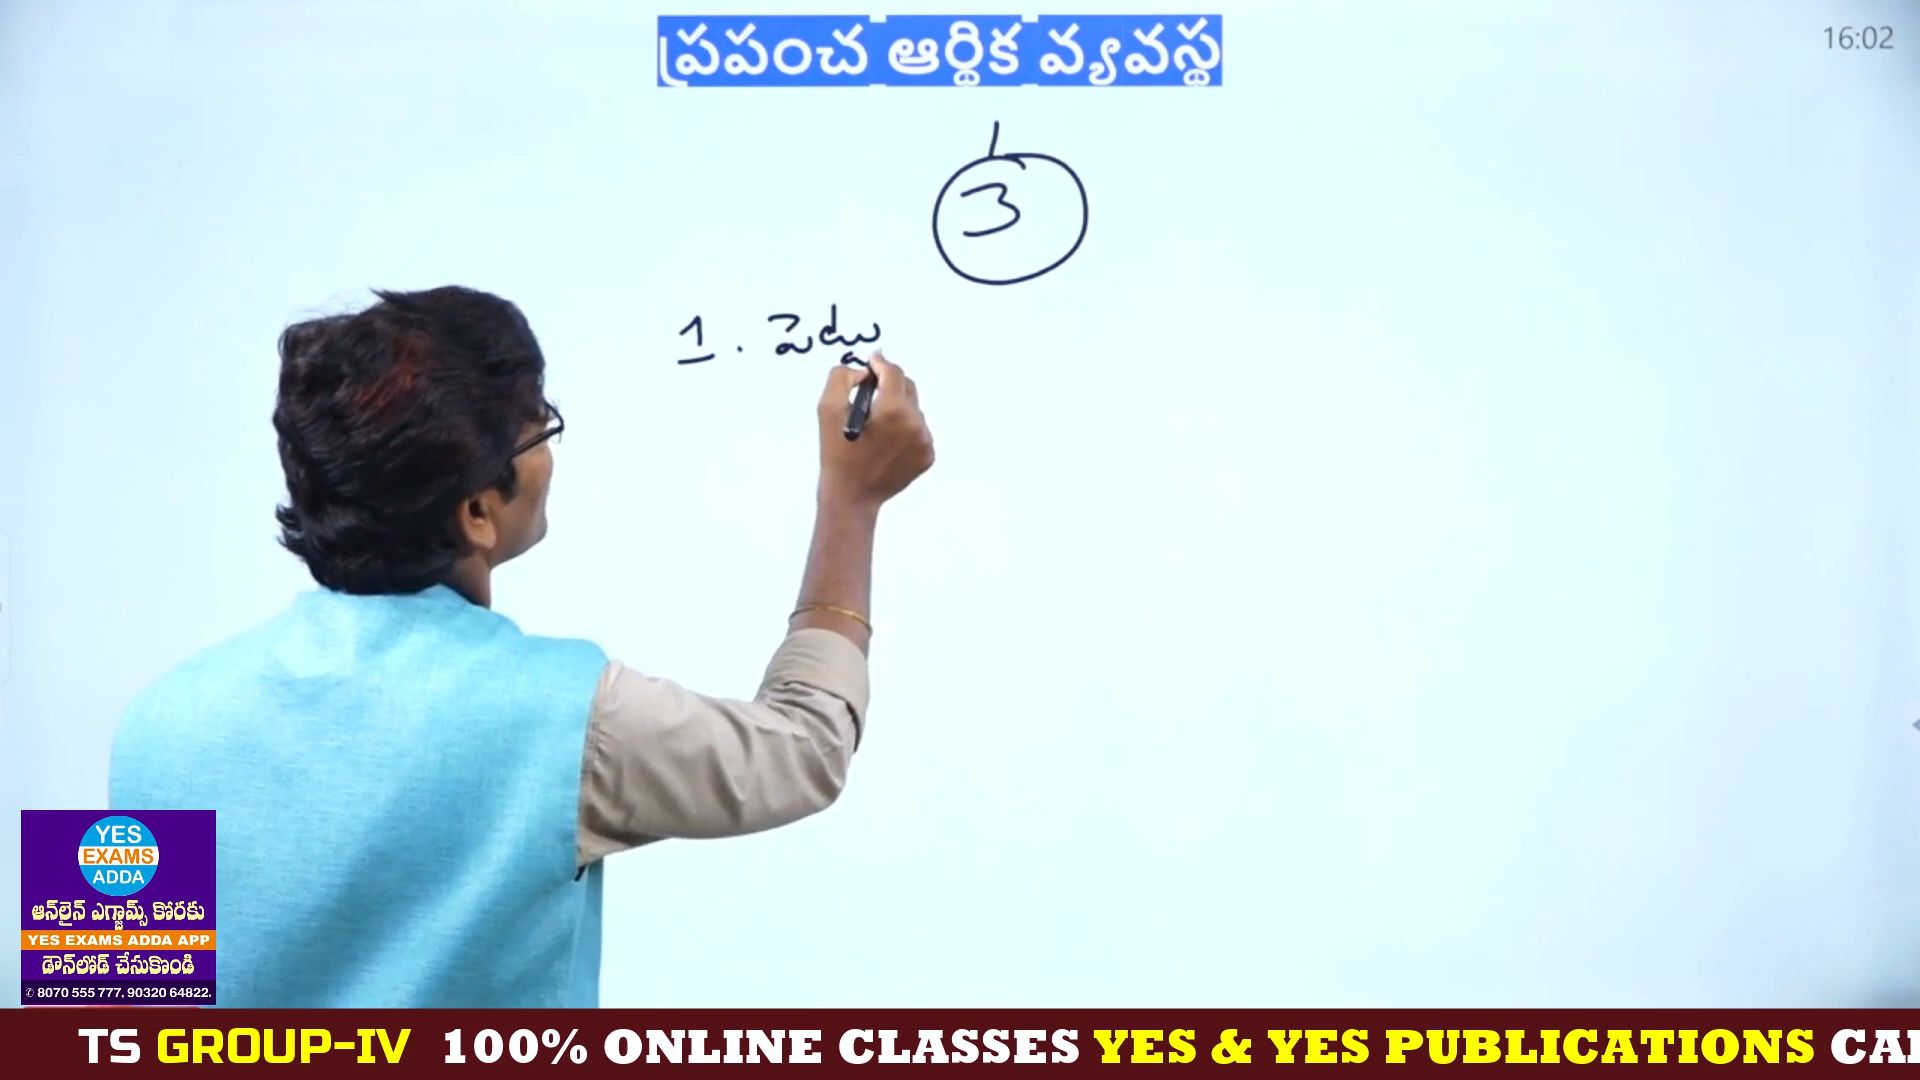 ప్రపంచ ఆర్థిక వ్యవస్థ
16:02
3
1.
YES
EXAMS
ADDA
ఆన్‌లైన్ ఎగ్జామ్స్ కోరకు
YES EXAMS ADDA APP
డౌన్‌లోడ్ చేసుకొండి
✆ 8070 555 777, 90320 64822.
TS GROUP-IV 100% ONLINE CLASSES YES & YES PUBLICATIONS CAL